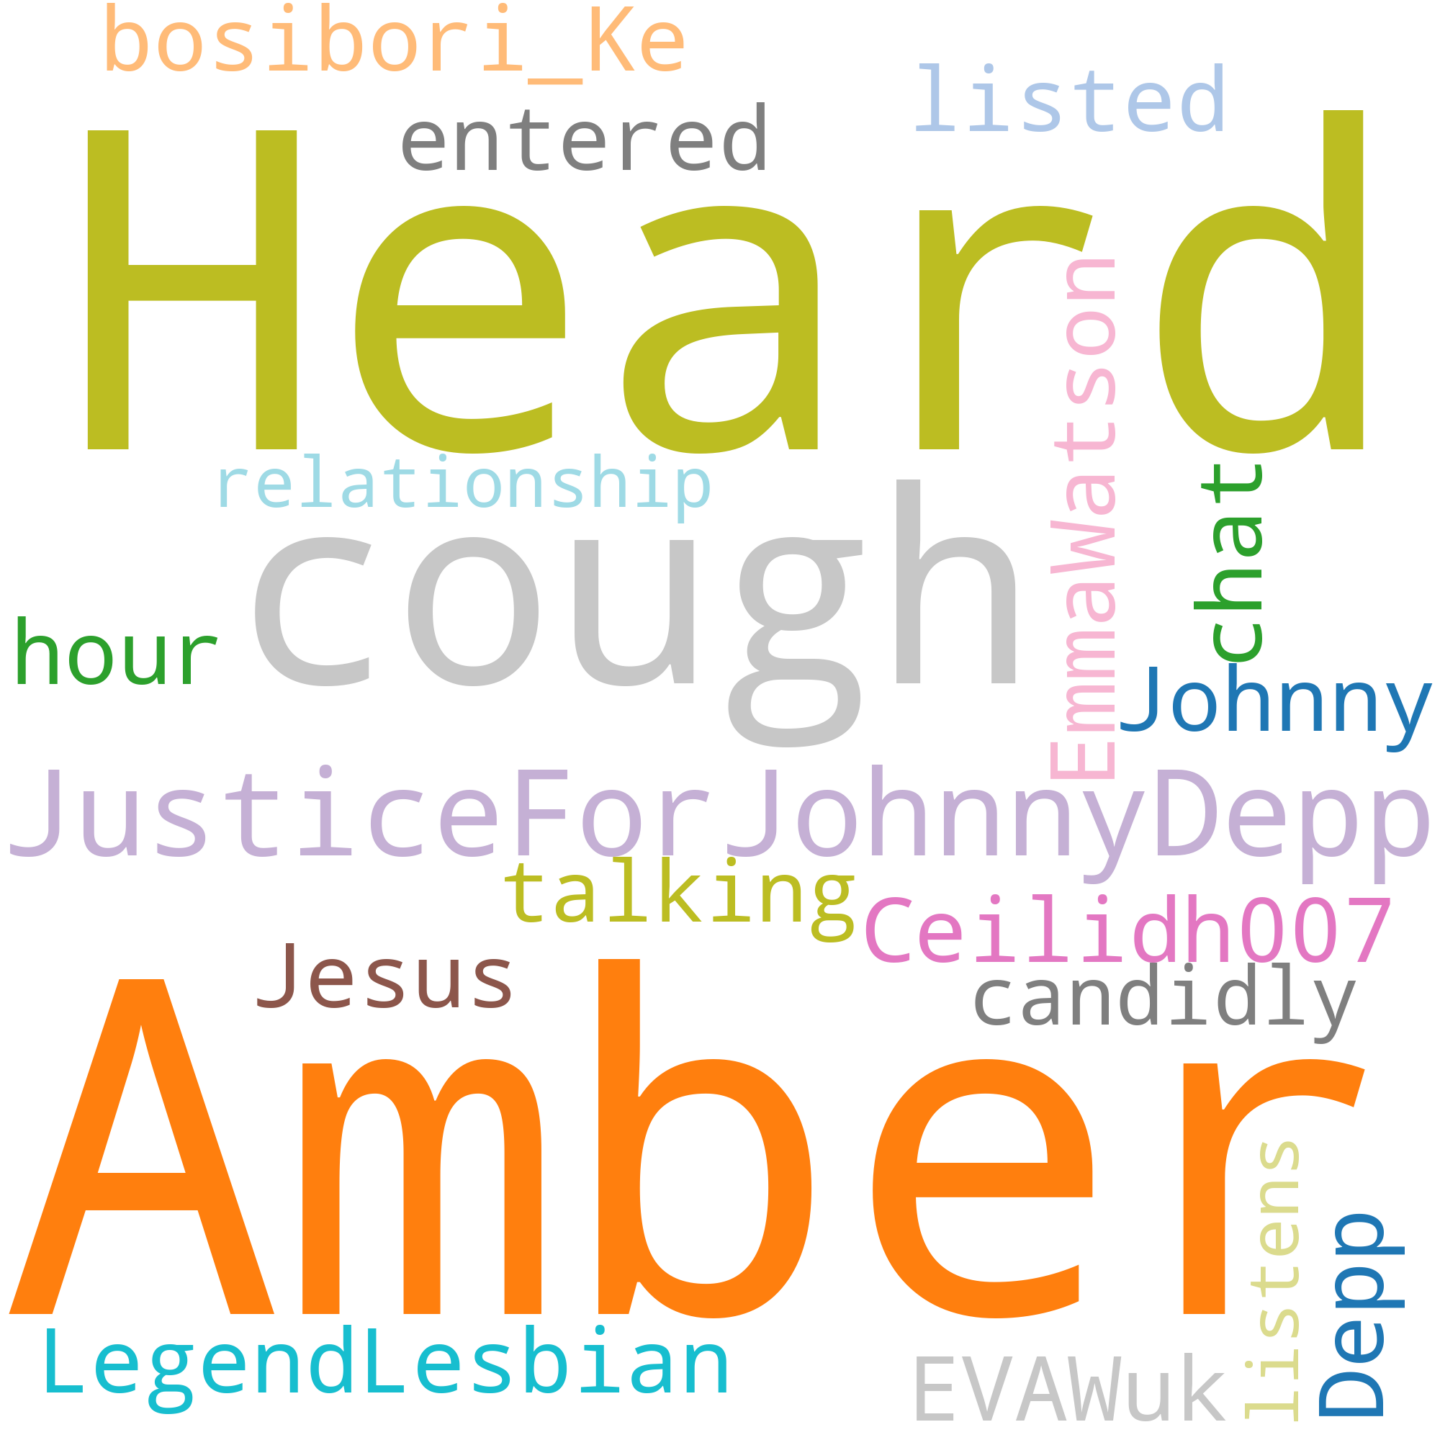 bosibori_Ke
listed
entered
Heard
EmmaWatson
relationship
cough
chat
hour
Johnny
JusticeForJohnnyDepp
talking
Ceilidh007
Jesus
candidly
Amber
listens
Depp
LegendLesbian
EVAWuk